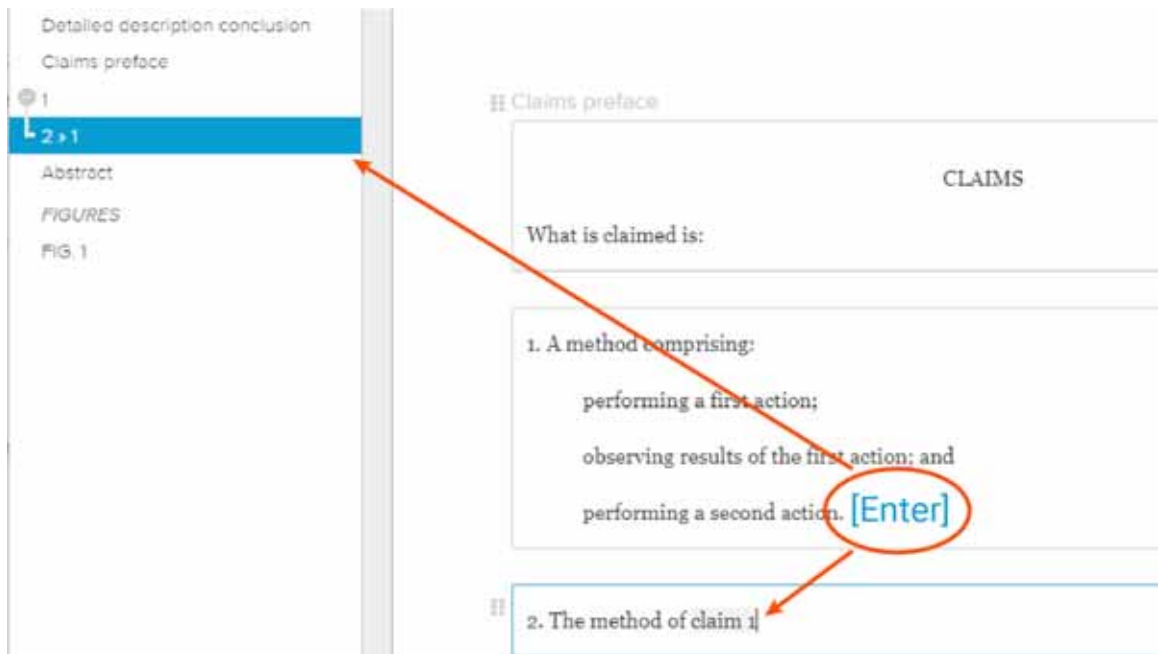 Detailed description conclusion
Claims preface
1
2 > 1
Abstract
FIGURES
FIG. 1
Claims preface
CLAIMS
What is claimed is:
1. A method comprising:
performing a first action;
observing results of the first action; and
performing a second action. [Enter]
2. The method of claim 1